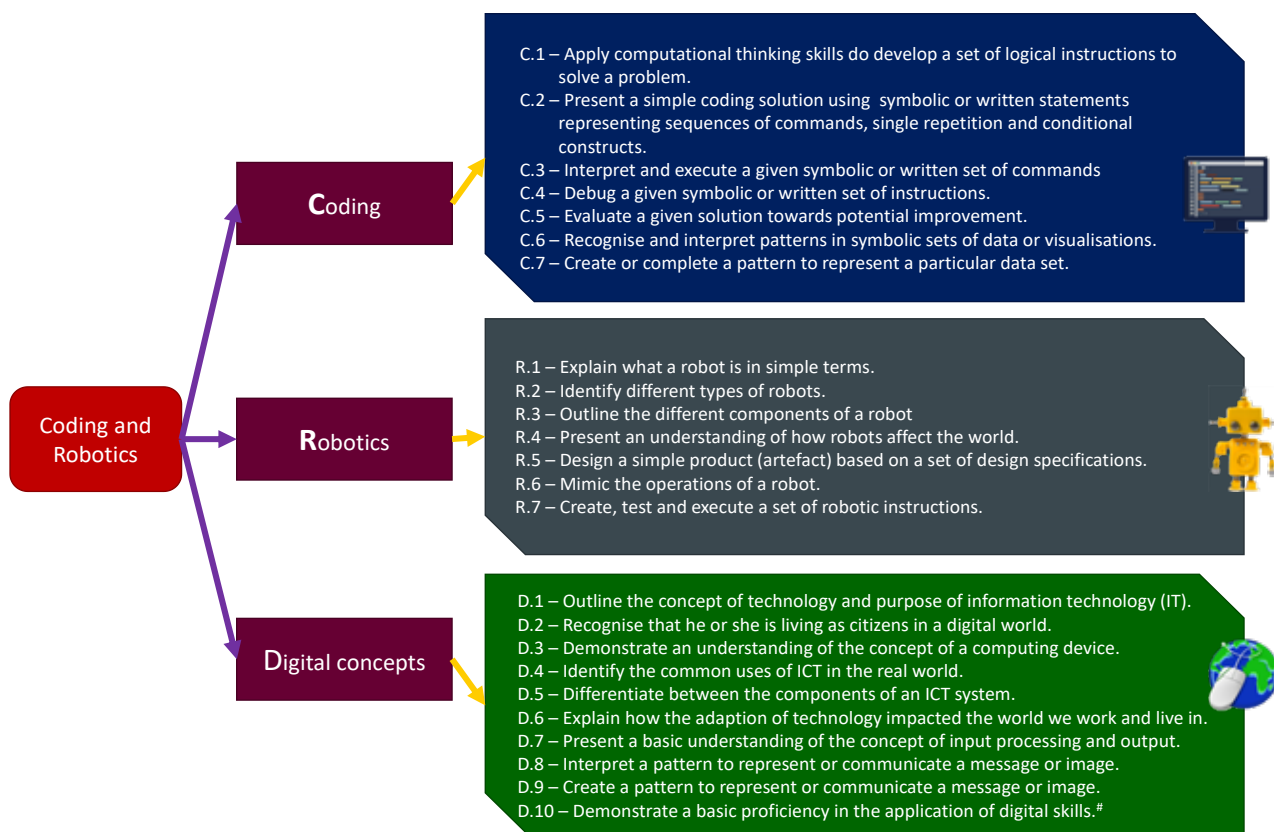 Coding and
Robotics
Coding
C.1 – Apply computational thinking skills do develop a set of logical instructions to
solve a problem.
C.2 – Present a simple coding solution using symbolic or written statements
representing sequences of commands, single repetition and conditional
constructs.
C.3 – Interpret and execute a given symbolic or written set of commands
C.4 – Debug a given symbolic or written set of instructions.
C.5 – Evaluate a given solution towards potential improvement.
C.6 – Recognise and interpret patterns in symbolic sets of data or visualisations.
C.7 – Create or complete a pattern to represent a particular data set.
Robotics
R.1 – Explain what a robot is in simple terms.
R.2 – Identify different types of robots.
R.3 – Outline the different components of a robot
R.4 – Present an understanding of how robots affect the world.
R.5 – Design a simple product (artefact) based on a set of design specifications.
R.6 – Mimic the operations of a robot.
R.7 – Create, test and execute a set of robotic instructions.
Digital concepts
D.1 – Outline the concept of technology and purpose of information technology (IT).
D.2 – Recognise that he or she is living as citizens in a digital world.
D.3 – Demonstrate an understanding of the concept of a computing device.
D.4 – Identify the common uses of ICT in the real world.
D.5 – Differentiate between the components of an ICT system.
D.6 – Explain how the adaption of technology impacted the world we work and live in.
D.7 – Present a basic understanding of the concept of input processing and output.
D.8 – Interpret a pattern to represent or communicate a message or image.
D.9 – Create a pattern to represent or communicate a message or image.
D.10 – Demonstrate a basic proficiency in the application of digital skills.#